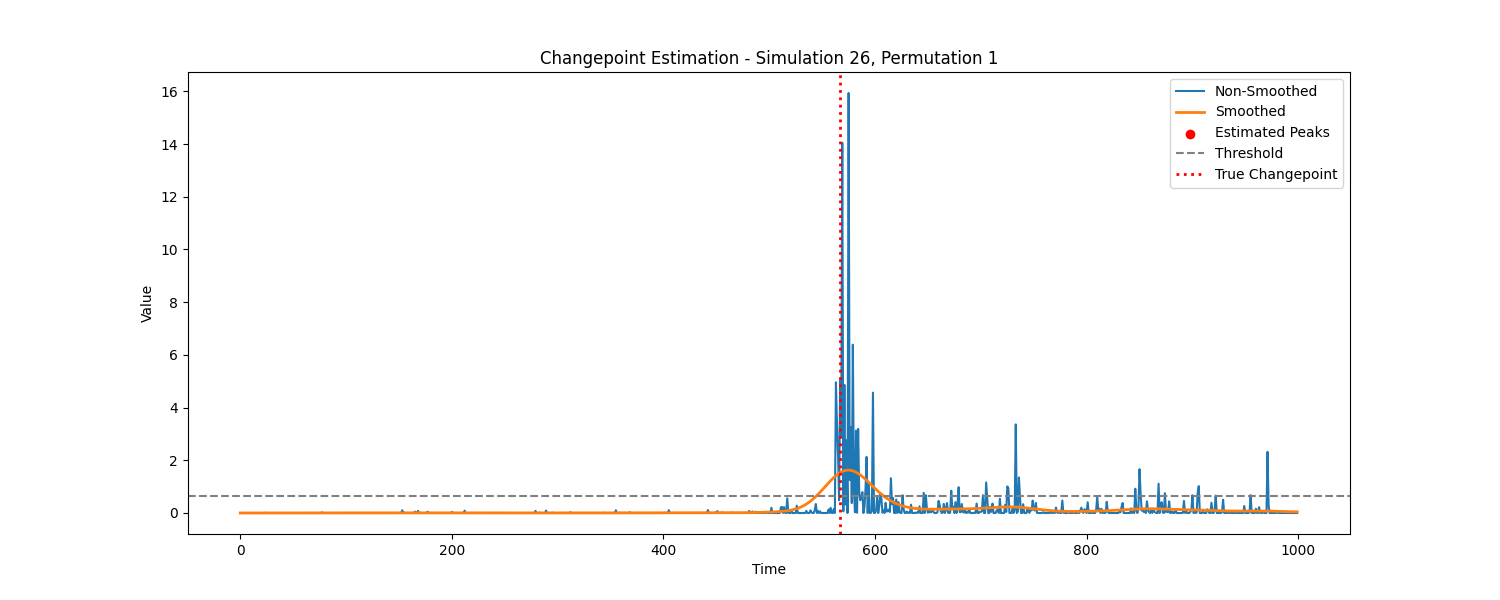 Changepoint Estimation - Simulation 26, Permutation 1
Non-Smoothed
Smoothed
Estimated Peaks
Threshold
True Changepoint
Value
16
14
12
10
8
6
4
2
0
0
200
400
600
800
1000
Time